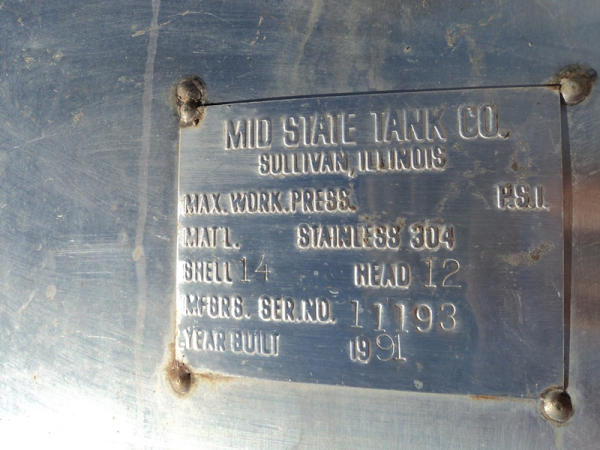 MID STATE TANK CO.
SULLIVAN, ILLINOIS
MAX. WORK. PRESS. P.S.I.
MAT'L. STAINLESS 304
SHELL 14 HEAD 12
MFGRS. SER. NO. 11193
YEAR BUILT 1991